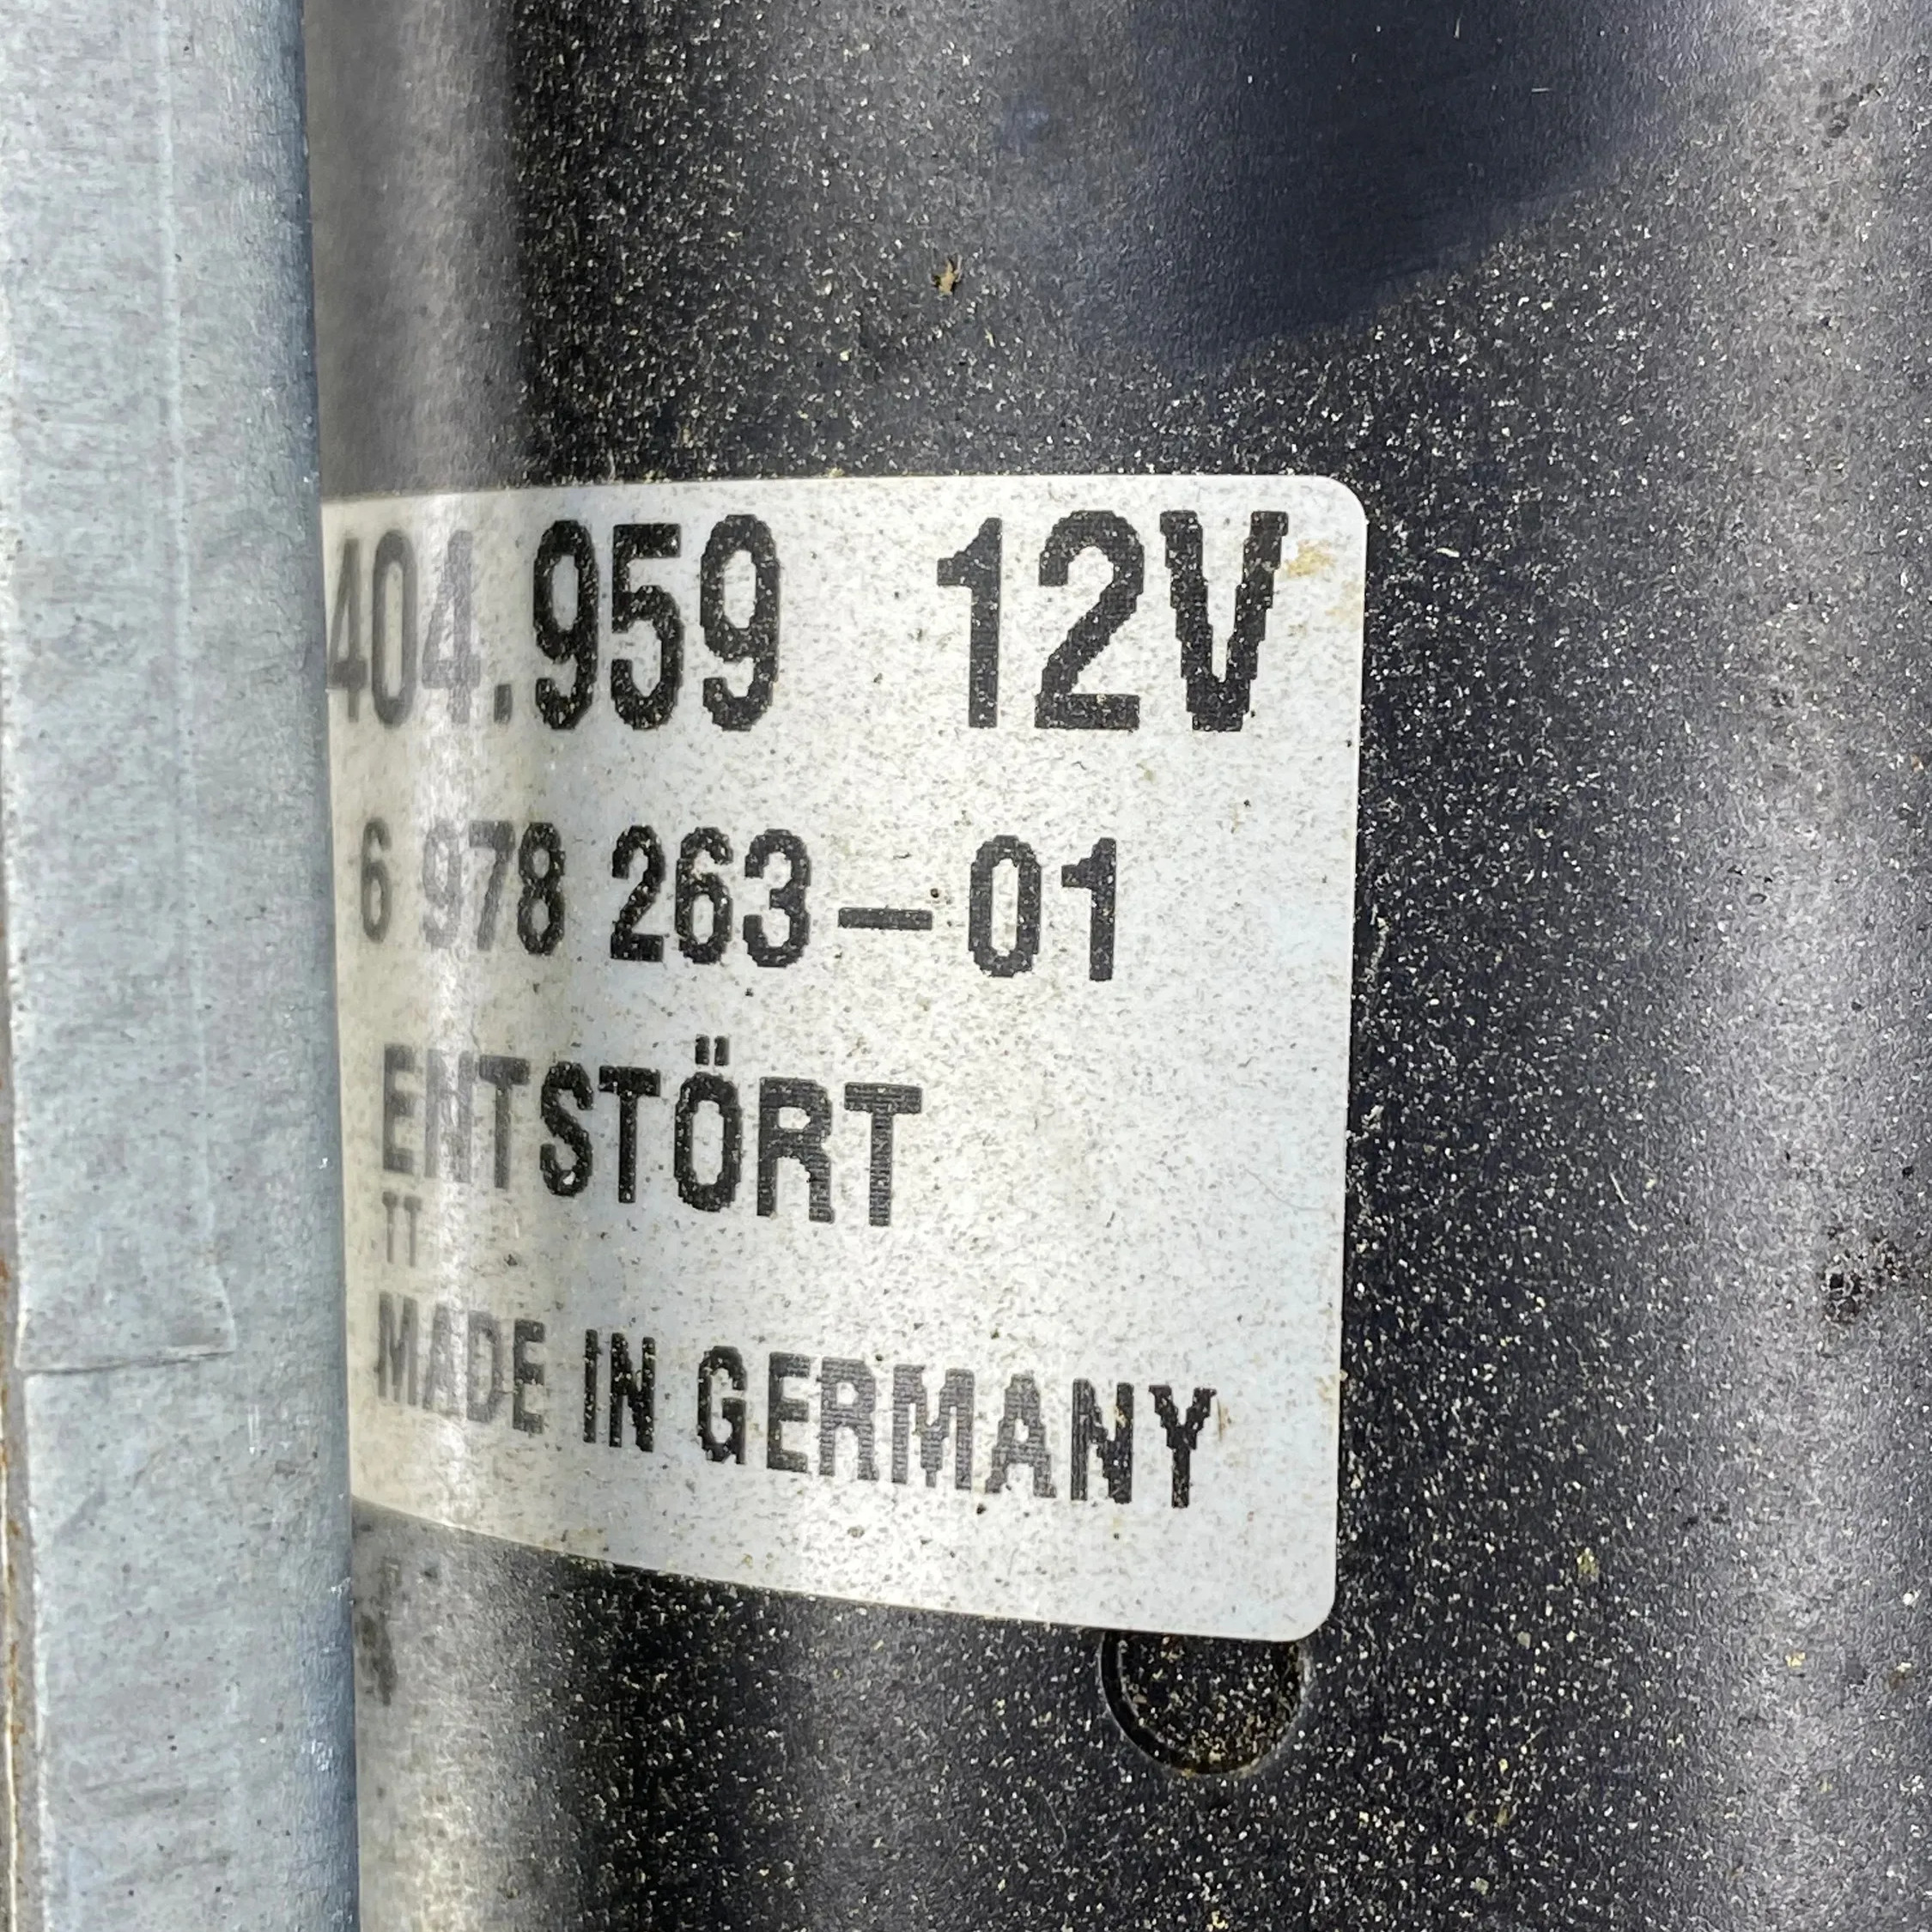 404.959 12V
6 978 263-01
ENTSTÖRT
TT
MADE IN GERMANY